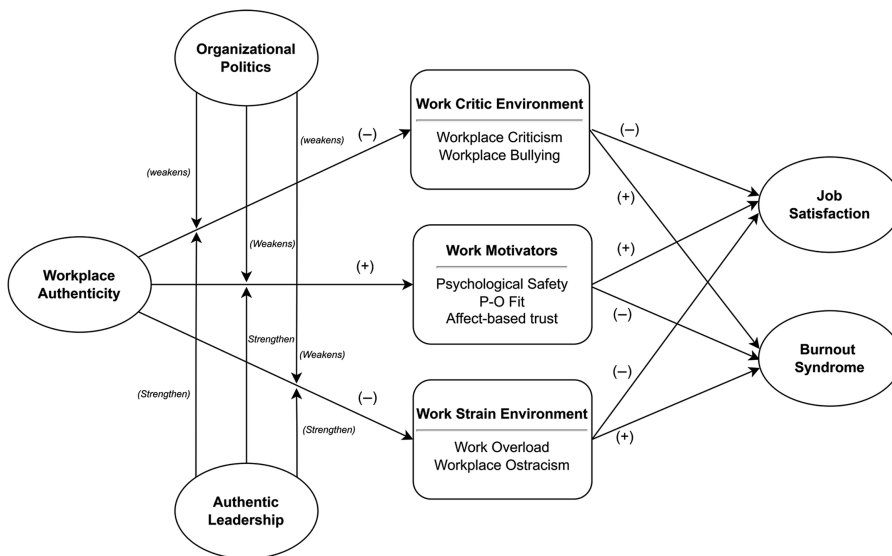 Organizational
Politics
Work Critic Environment
Workplace Criticism
Workplace Bullying
(–)
(weakens)
(weakens)
(–)
(+)
Job
Satisfaction
(Weakens)
Workplace
Authenticity
(+)
Work Motivators
Psychological Safety
P-O Fit
Affect-based trust
(+)
(–)
Strengthen
(Weakens)
(Strengthen)
(Strengthen)
(–)
Work Strain Environment
Work Overload
Workplace Ostracism
(–)
(+)
Burnout
Syndrome
Authentic
Leadership